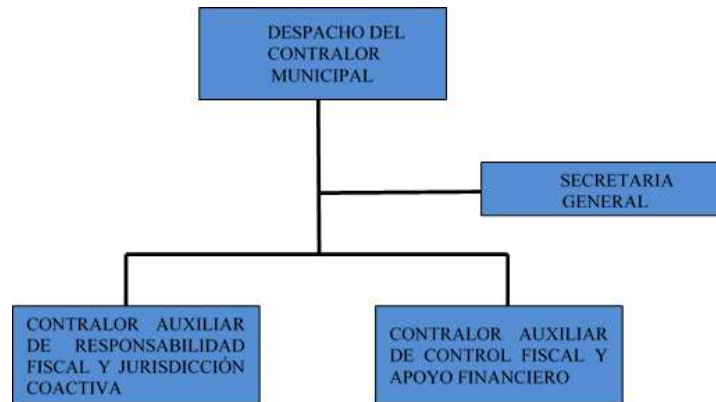 DESPACHO DEL
CONTRALOR
MUNICIPAL
SECRETARIA
GENERAL
CONTRALOR AUXILIAR
DE RESPONSABILIDAD
FISCAL Y JURISDICCIÓN
COACTIVA
CONTRALOR AUXILIAR
DE CONTROL FISCAL Y
APOYO FINANCIERO